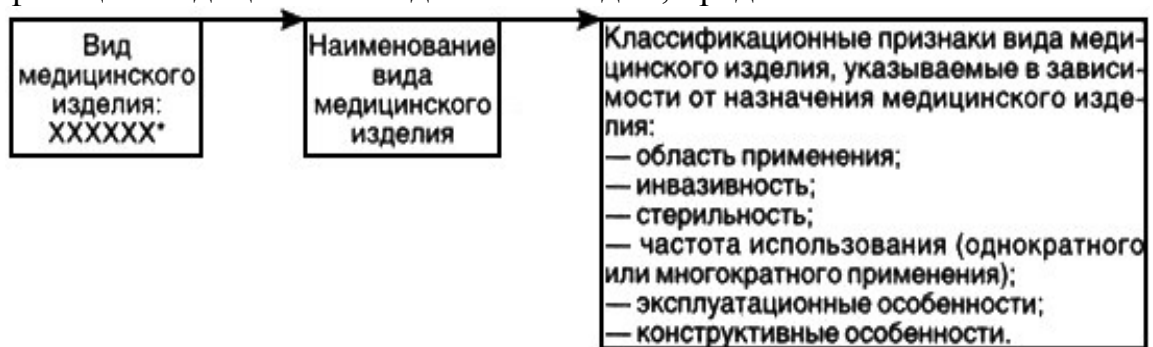 Вид
медицинского
изделия:
XXXXXX*
Наименование
вида
медицинского
изделия
Классификационные признаки вида меди-
цинского изделия, указываемые в зависи-
мости от назначения медицинского изде-
лия:
— область применения;
— инвазивность;
— стерильность;
— частота использования (однократного
или многократного применения);
— эксплуатационные особенности;
— конструктивные особенности.